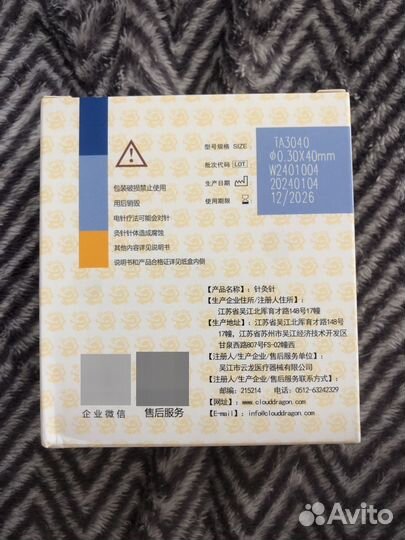 型号规格 SIZE TA3040
Φ0.30X40mm
批次代码 LOT W2401004
生产日期 20240104
使用期限 12/2026
包装破损禁止使用
用后销毁
电针疗法可能会对针
灸针针体造成腐蚀
其他内容详见说明书
说明书和产品合格证详见纸盒内侧
【产品名称】：针灸针
【生产企业住所/注册人住所】：
江苏省吴江北厍育才路148号17幢
【生产地址】：江苏省吴江北厍育才路148号
17幢、江苏省苏州市吴江经济技术开发区
甘泉西路807号FS-02幢西
【注册人/生产企业/售后服务单位】：
吴江市云龙医疗器械有限公司
【注册人/生产企业/售后服务联系方式】：
邮编：215214 电话：0512-63242329
【网址】：www.clouddragon.com
【E-mail】：info@clouddragon.com
企业微信
售后服务
Avito